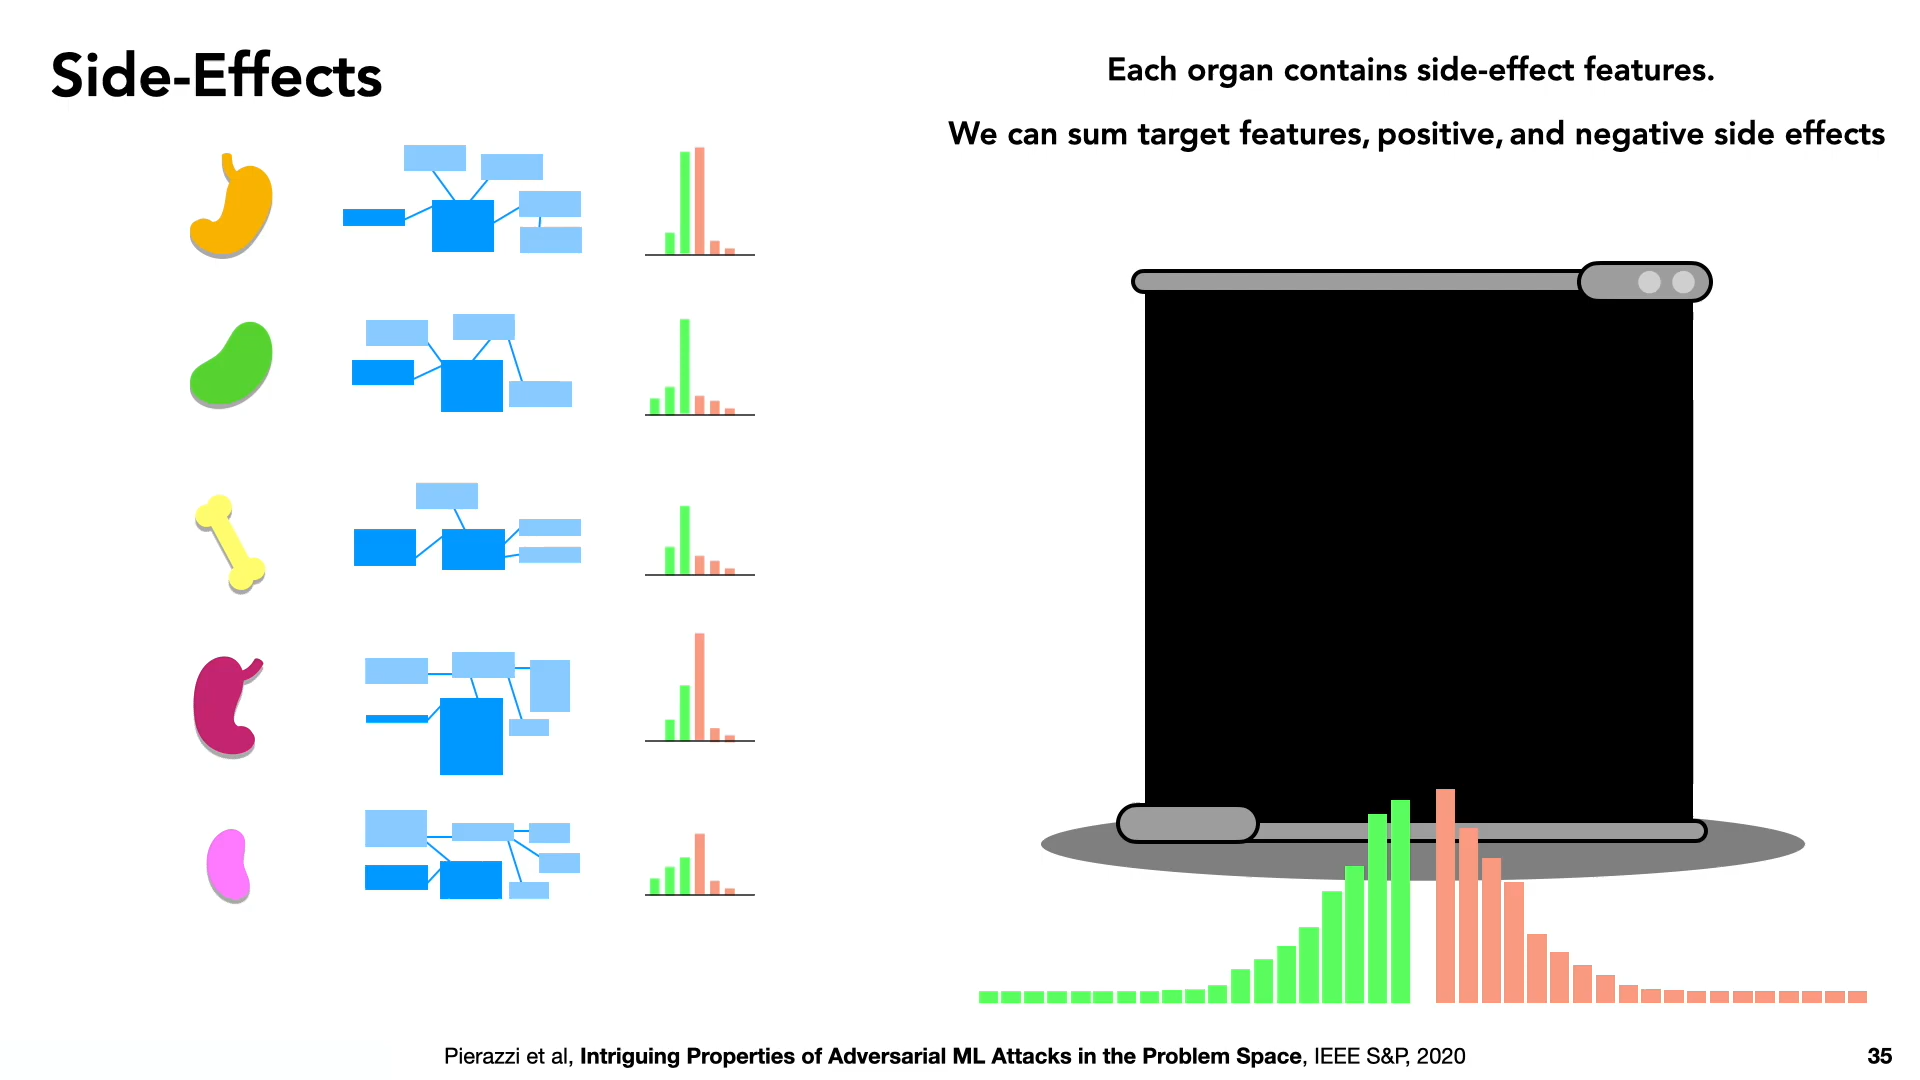 Side-Effects
Each organ contains side-effect features.
We can sum target features, positive, and negative side effects
Pierazzi et al, Intriguing Properties of Adversarial ML Attacks in the Problem Space, IEEE S&P, 2020
35